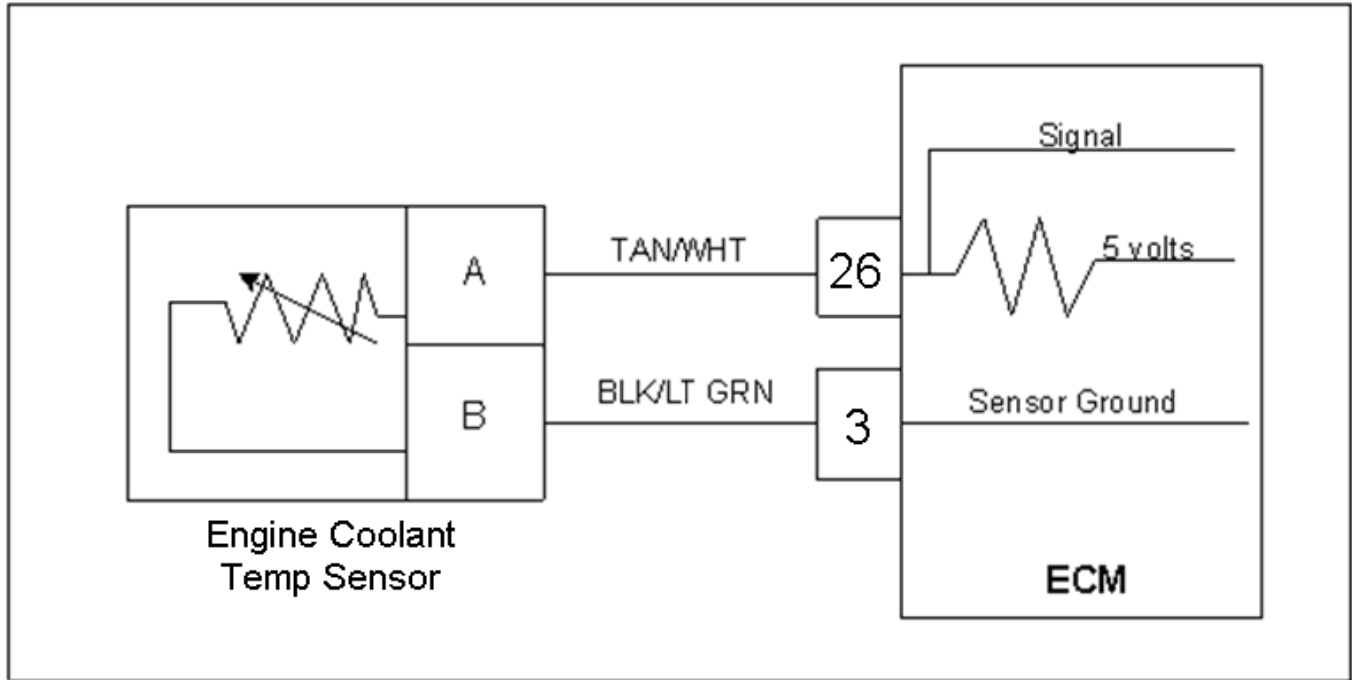 Signal
TAN/WHT
5 volts
A
26
BLK/LT GRN
Sensor Ground
B
3
Engine Coolant
Temp Sensor
ECM